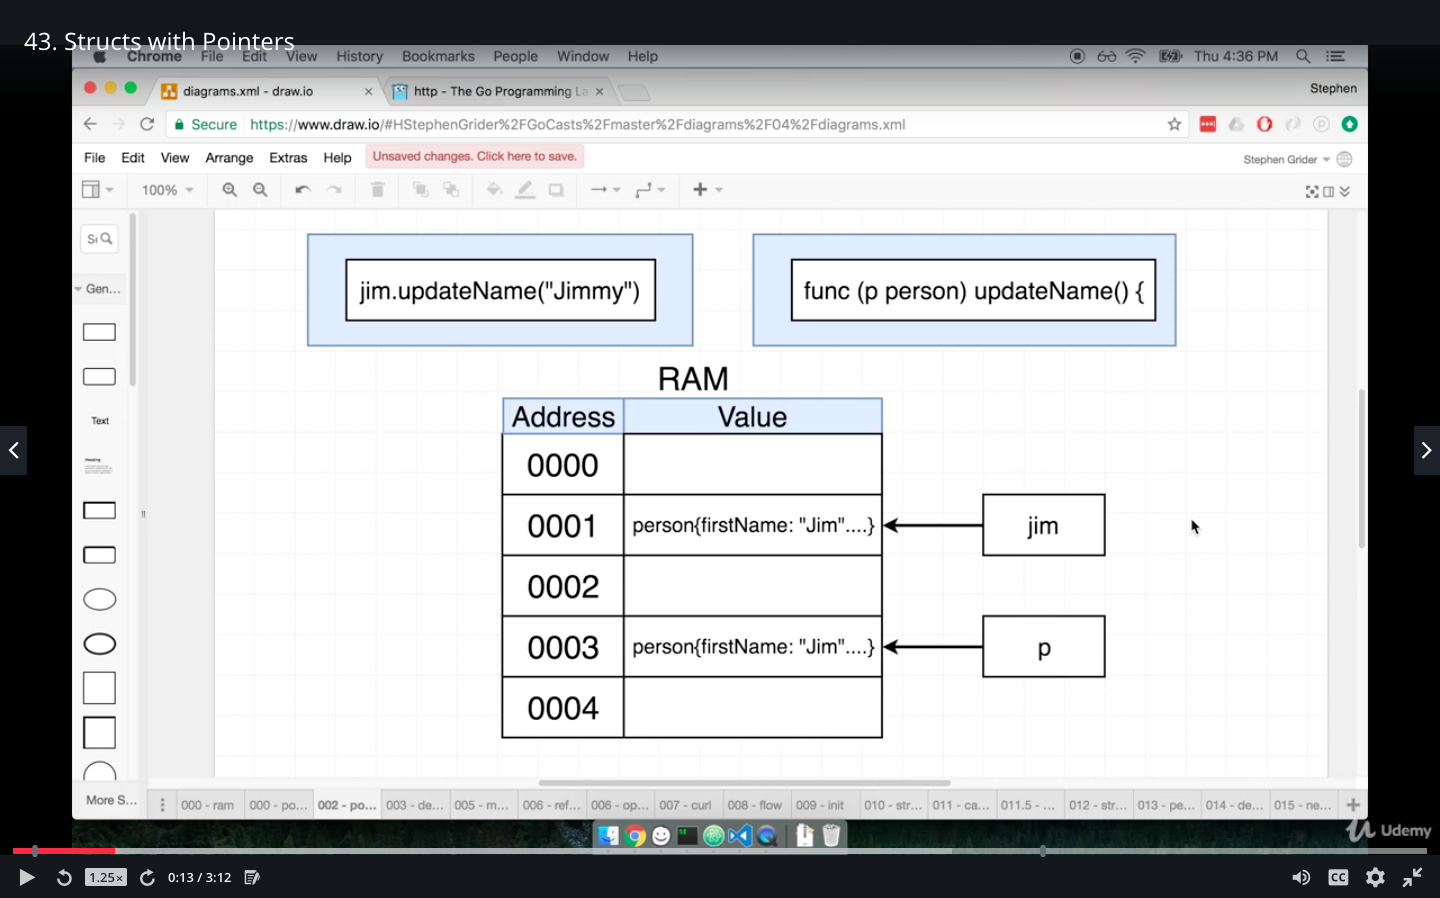 43. Structs with Pointers
Chrome File Edit View History Bookmarks People Window Help Thu 4:36 PM
diagrams.xml - draw.io http - The Go Programming La Stephen
Secure https://www.draw.io/#HStephenGrider%2FGoCasts%2Fmaster%2Fdiagrams%2F04%2Fdiagrams.xml
File Edit View Arrange Extras Help Unsaved changes. Click here to save. Stephen Grider
100%
jim.updateName("Jimmy") func (p person) updateName() {
Gen...
RAM
Address Value
Text
0000
0001 person{firstName: "Jim"....} jim
0002
0003 person{firstName: "Jim"....} p
0004
More S... 000 - ram 000 - po... 002 - po... 003 - de... 005 - m... 006 - ref... 006 - op... 007 - curl 008 - flow 009 - init 010 - str... 011 - ca... 011.5 - ... 012 - str... 013 - pe... 014 - de... 015 - ne...
Udemy
1.25× 0:13 / 3:12 CC